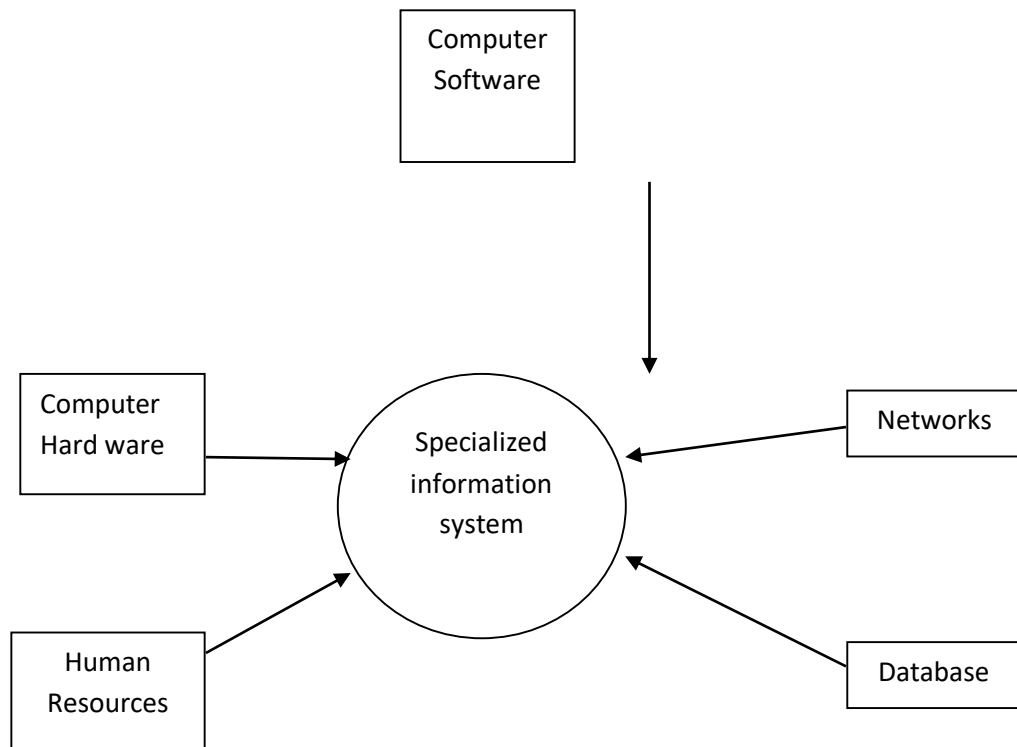 Computer
Software
Computer
Hard ware
Specialized
information
system
Networks
Human
Resources
Database